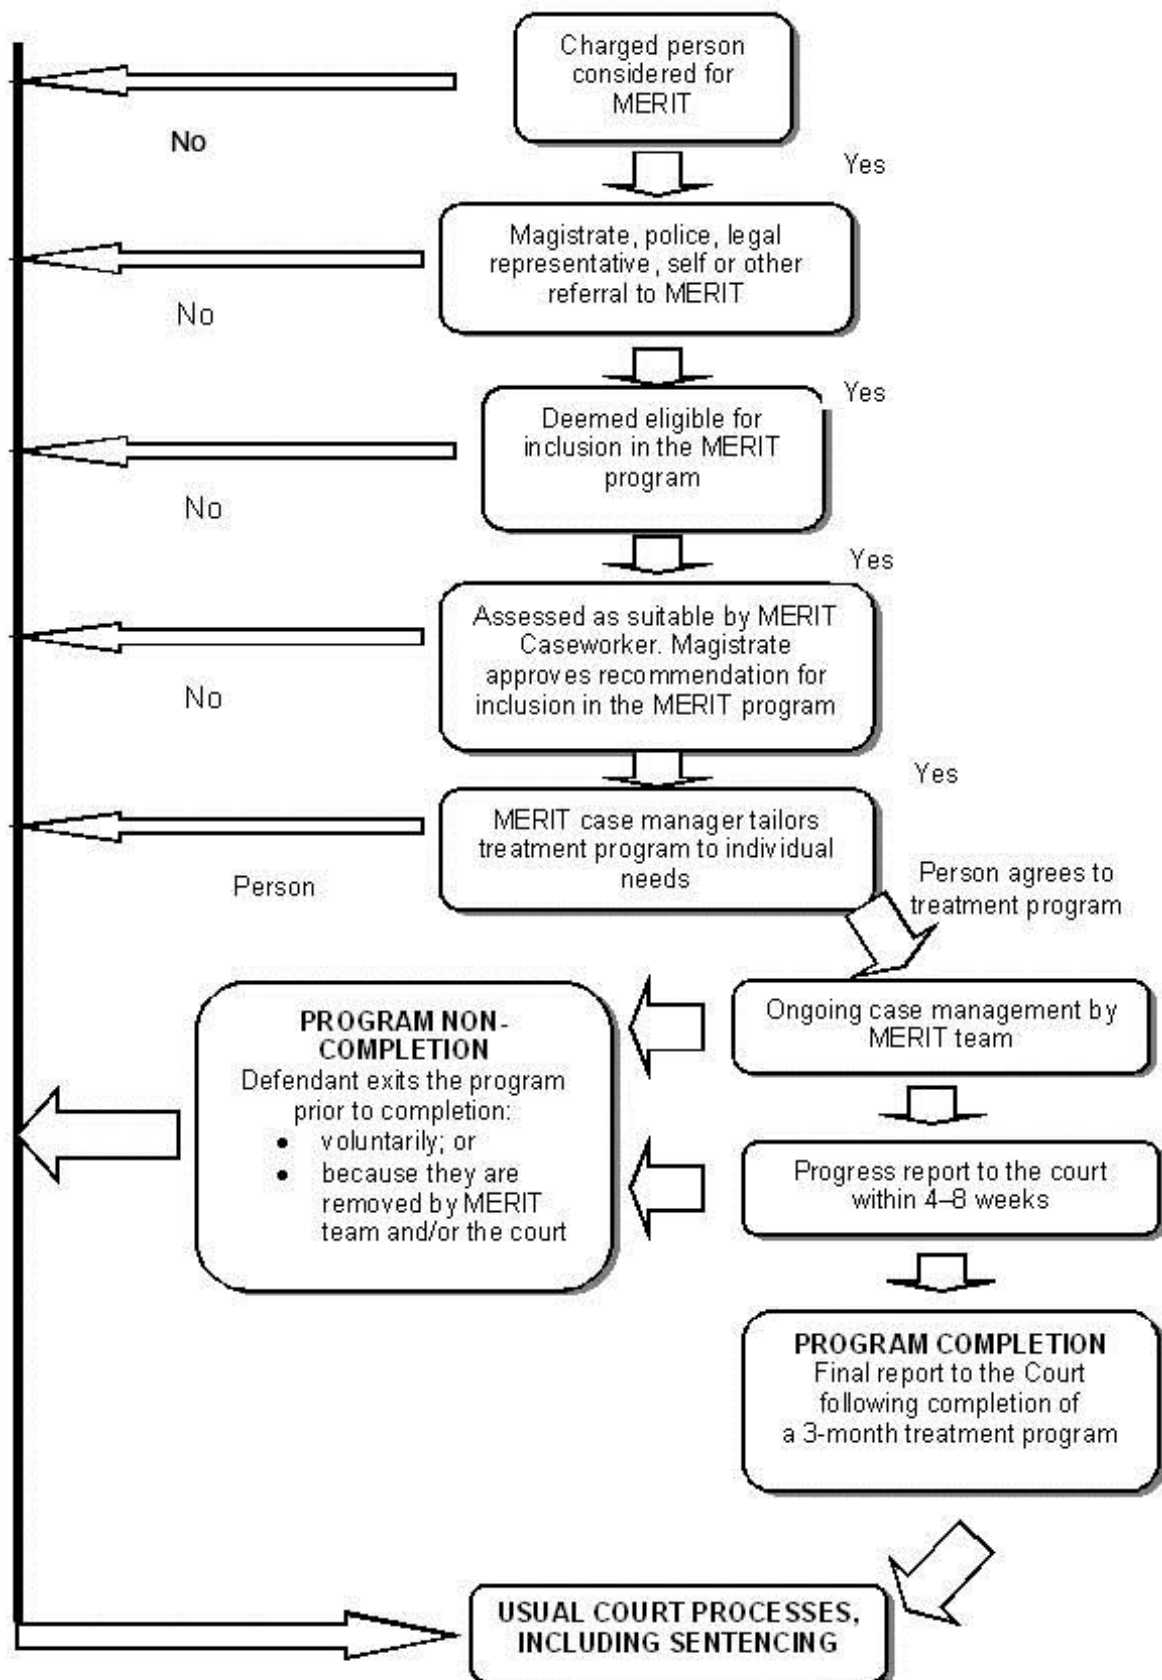 Charged person
considered for
MERIT
No
Yes
Magistrate, police, legal
representative, self or other
referral to MERIT
No
Yes
Deemed eligible for
inclusion in the MERIT
program
No
Yes
Assessed as suitable by MERIT
Caseworker. Magistrate
approves recommendation for
inclusion in the MERIT program
No
Yes
MERIT case manager tailors
treatment program to individual
needs
Person
Person agrees to
treatment program
Ongoing case management by
MERIT team
PROGRAM NON-
COMPLETION
Defendant exits the program
prior to completion:
• voluntarily; or
• because they are
removed by MERIT
team and/or the court
Progress report to the court
within 4–8 weeks
PROGRAM COMPLETION
Final report to the Court
following completion of
a 3-month treatment program
USUAL COURT PROCESSES,
INCLUDING SENTENCING